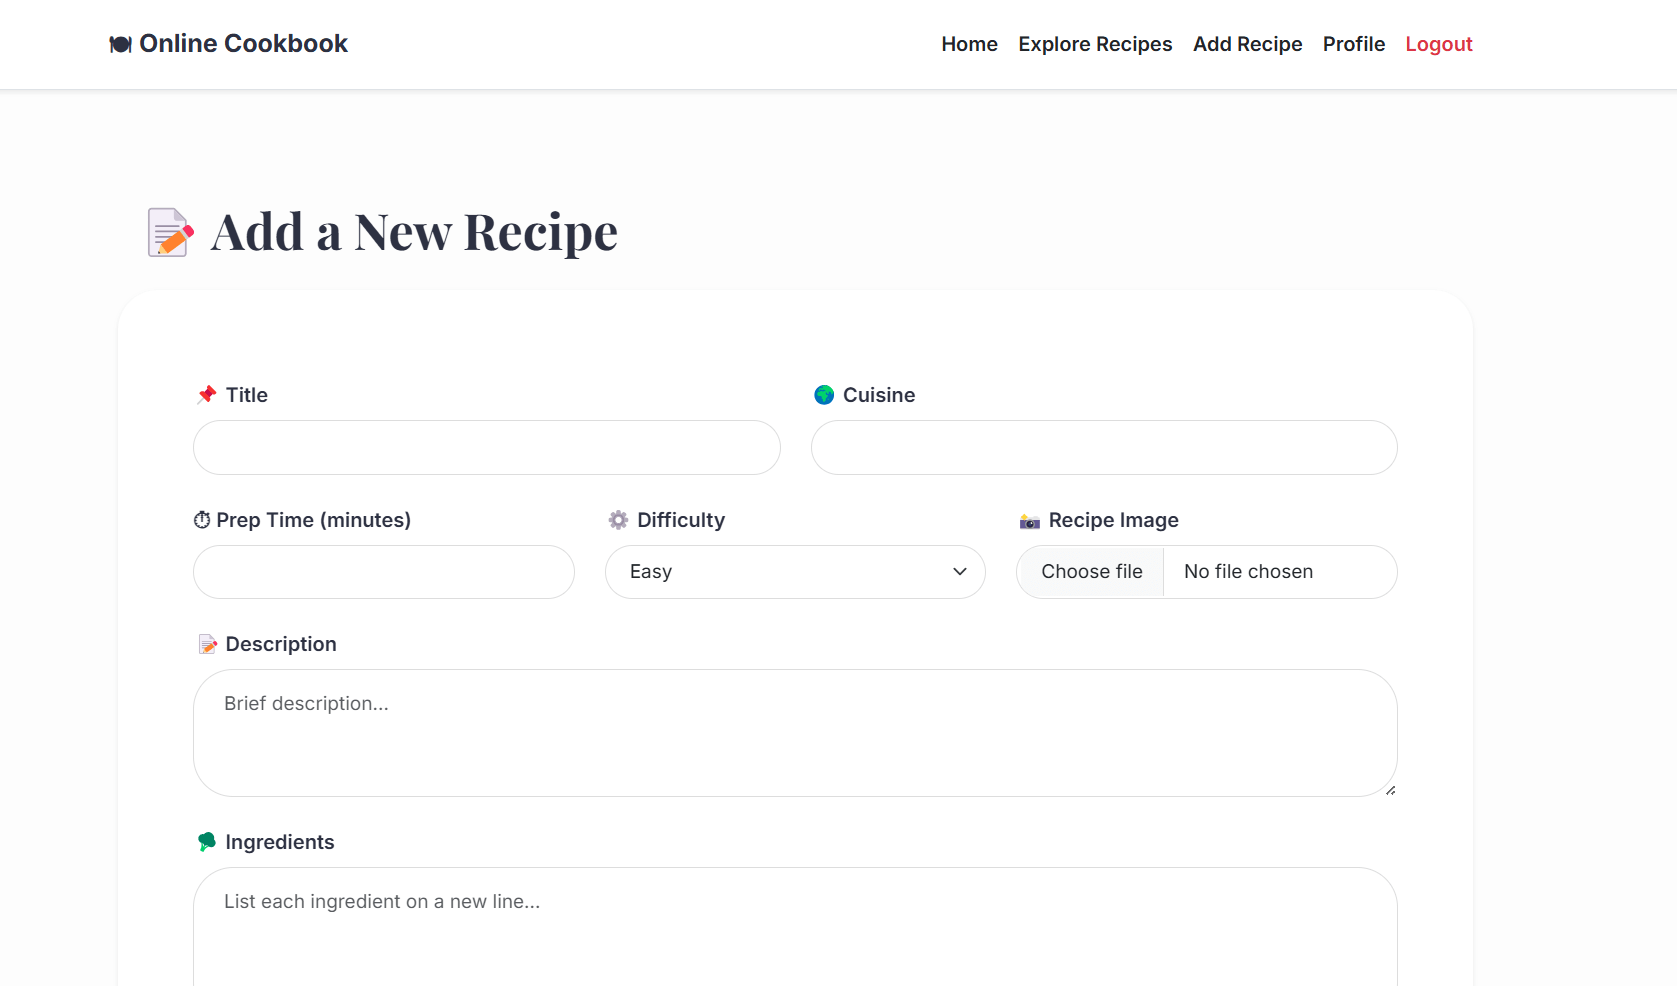 🍽 Online Cookbook
Home Explore Recipes Add Recipe Profile Logout
📝 Add a New Recipe
📌 Title 🌍 Cuisine
⏱ Prep Time (minutes) ⚙️ Difficulty 📸 Recipe Image
Easy Choose file No file chosen
📝 Description
Brief description...
🥦 Ingredients
List each ingredient on a new line...